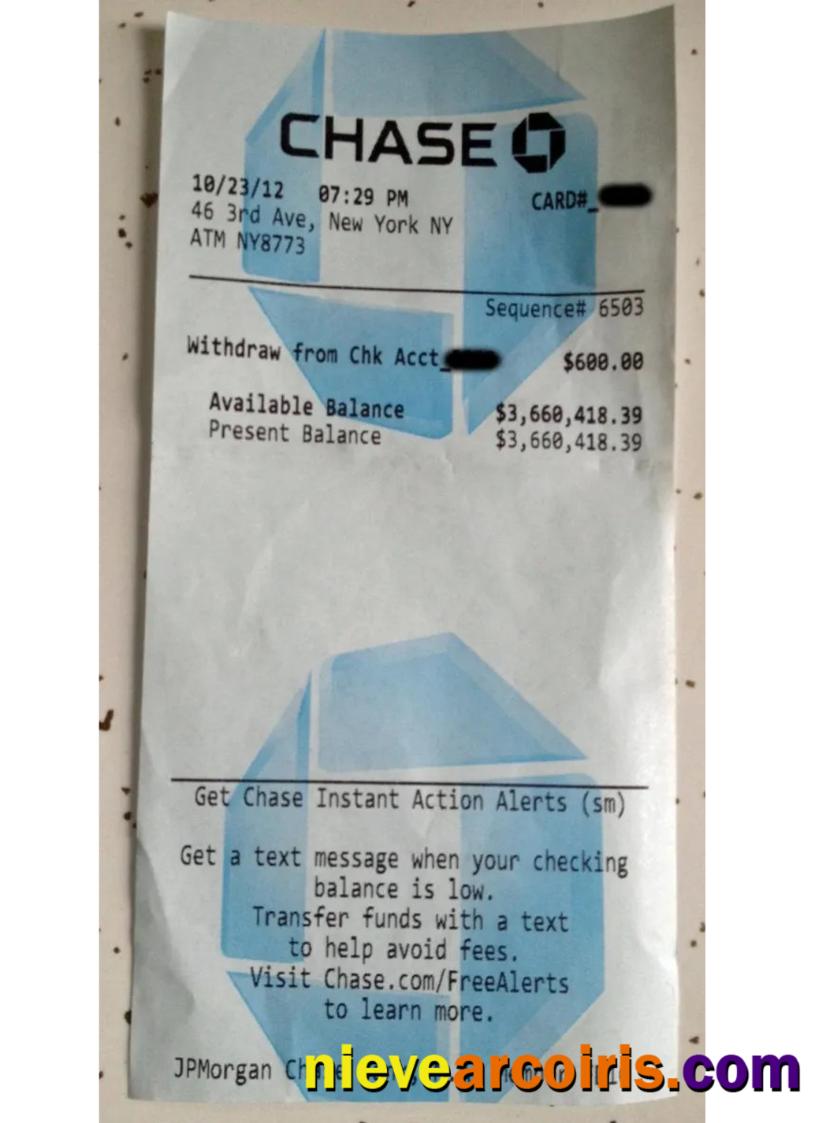 CHASE
10/23/12 07:29 PM CARD#_
46 3rd Ave, New York NY
ATM NY8773
Sequence# 6503
Withdraw from Chk Acct_ $600.00
Available Balance $3,660,418.39
Present Balance $3,660,418.39
Get Chase Instant Action Alerts (sm)
Get a text message when your checking
balance is low.
Transfer funds with a text
to help avoid fees.
Visit Chase.com/FreeAlerts
to learn more.
JPMorgan
nievearcoiris.com